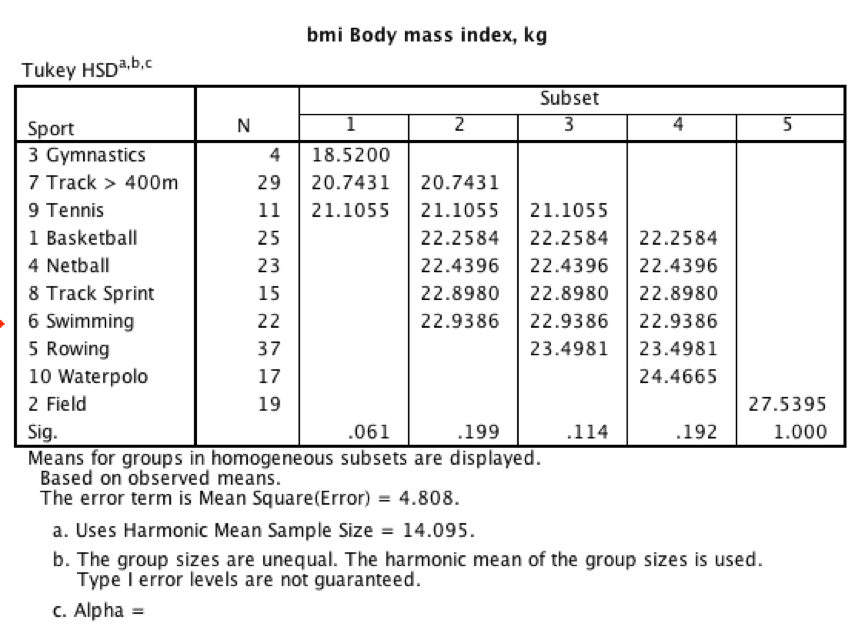 bmi Body mass index, kg
Tukey HSDa,b,c
Subset
Sport N 1 2 3 4 5
3 Gymnastics 4 18.5200
7 Track > 400m 29 20.7431 20.7431
9 Tennis 11 21.1055 21.1055 21.1055
1 Basketball 25 22.2584 22.2584 22.2584
4 Netball 23 22.4396 22.4396 22.4396
8 Track Sprint 15 22.8980 22.8980 22.8980
6 Swimming 22 22.9386 22.9386 22.9386
5 Rowing 37 23.4981 23.4981
10 Waterpolo 17 24.4665
2 Field 19 27.5395
Sig. .061 .199 .114 .192 1.000
Means for groups in homogeneous subsets are displayed.
Based on observed means.
The error term is Mean Square(Error) = 4.808.
a. Uses Harmonic Mean Sample Size = 14.095.
b. The group sizes are unequal. The harmonic mean of the group sizes is used.
Type I error levels are not guaranteed.
c. Alpha =